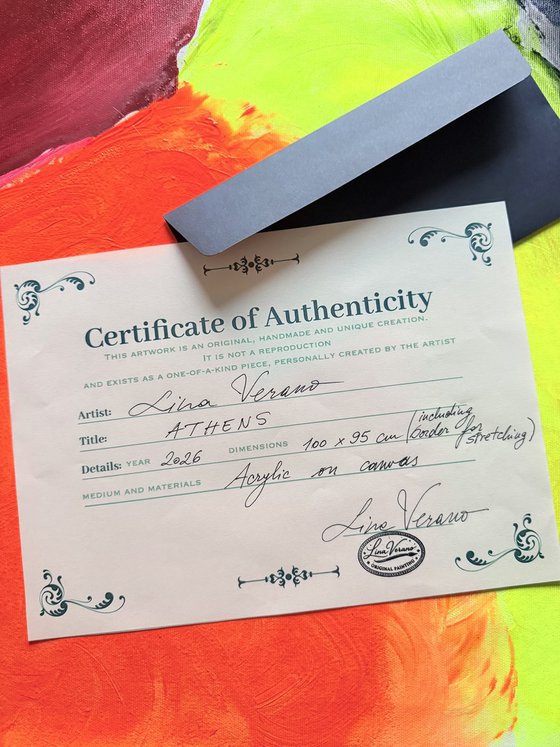 Certificate of Authenticity
THIS ARTWORK IS AN ORIGINAL, HANDMADE AND UNIQUE CREATION.
IT IS NOT A REPRODUCTION
AND EXISTS AS A ONE-OF-A-KIND PIECE, PERSONALLY CREATED BY THE ARTIST
Artist: Lina Verano
Title: ATHENS
Details: YEAR 2026 DIMENSIONS 100 x 95 cm (including border for stretching)
MEDIUM AND MATERIALS Acrylic on canvas
Lina Verano
Lina Verano
ORIGINAL PAINTING